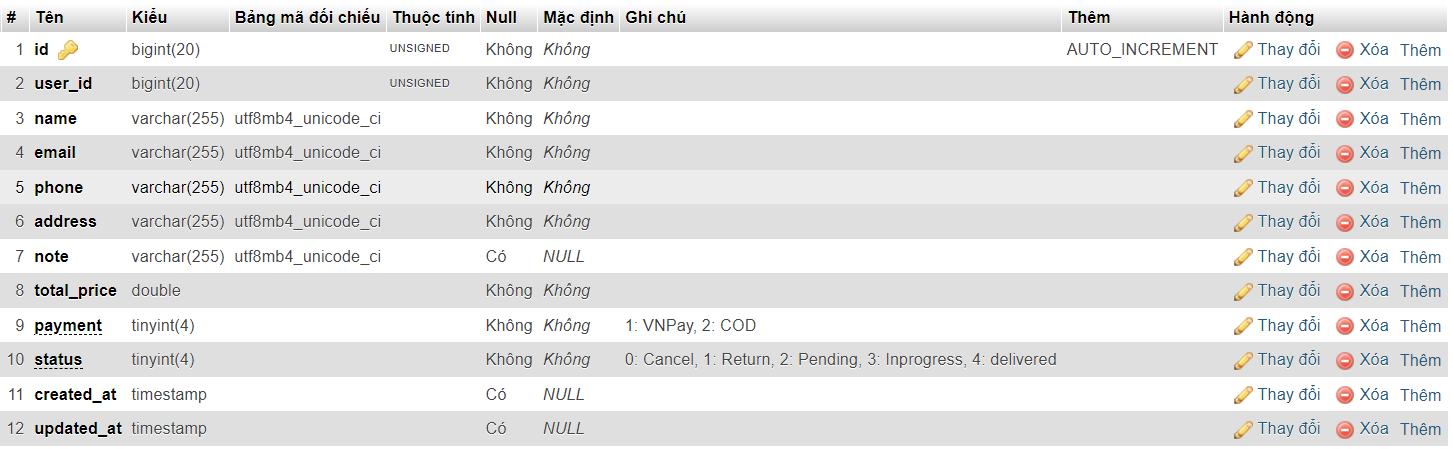 # Tên Kiểu Bảng mã đối chiếu Thuộc tính Null Mặc định Ghi chú Thêm Hành động
1 id bigint(20) UNSIGNED Không Không AUTO_INCREMENT Thay đổi Xóa Thêm
2 user_id bigint(20) UNSIGNED Không Không Thay đổi Xóa Thêm
3 name varchar(255) utf8mb4_unicode_ci Không Không Thay đổi Xóa Thêm
4 email varchar(255) utf8mb4_unicode_ci Không Không Thay đổi Xóa Thêm
5 phone varchar(255) utf8mb4_unicode_ci Không Không Thay đổi Xóa Thêm
6 address varchar(255) utf8mb4_unicode_ci Không Không Thay đổi Xóa Thêm
7 note varchar(255) utf8mb4_unicode_ci Có NULL Thay đổi Xóa Thêm
8 total_price double Không Không Thay đổi Xóa Thêm
9 payment tinyint(4) Không Không 1: VNPay, 2: COD Thay đổi Xóa Thêm
10 status tinyint(4) Không Không 0: Cancel, 1: Return, 2: Pending, 3: Inprogress, 4: delivered Thay đổi Xóa Thêm
11 created_at timestamp Có NULL Thay đổi Xóa Thêm
12 updated_at timestamp Có NULL Thay đổi Xóa Thêm